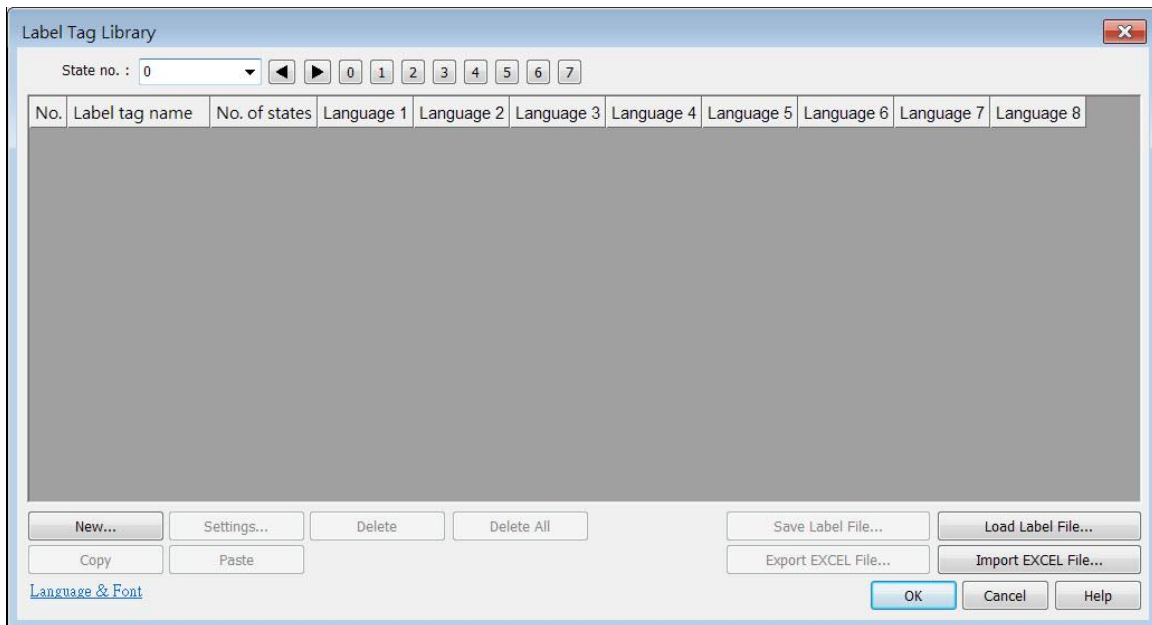 Label Tag Library
State no. : 0 0 1 2 3 4 5 6 7
No. Label tag name No. of states Language 1 Language 2 Language 3 Language 4 Language 5 Language 6 Language 7 Language 8
New... Settings... Delete Delete All Save Label File... Load Label File...
Copy Paste Export EXCEL File... Import EXCEL File...
Language & Font OK Cancel Help